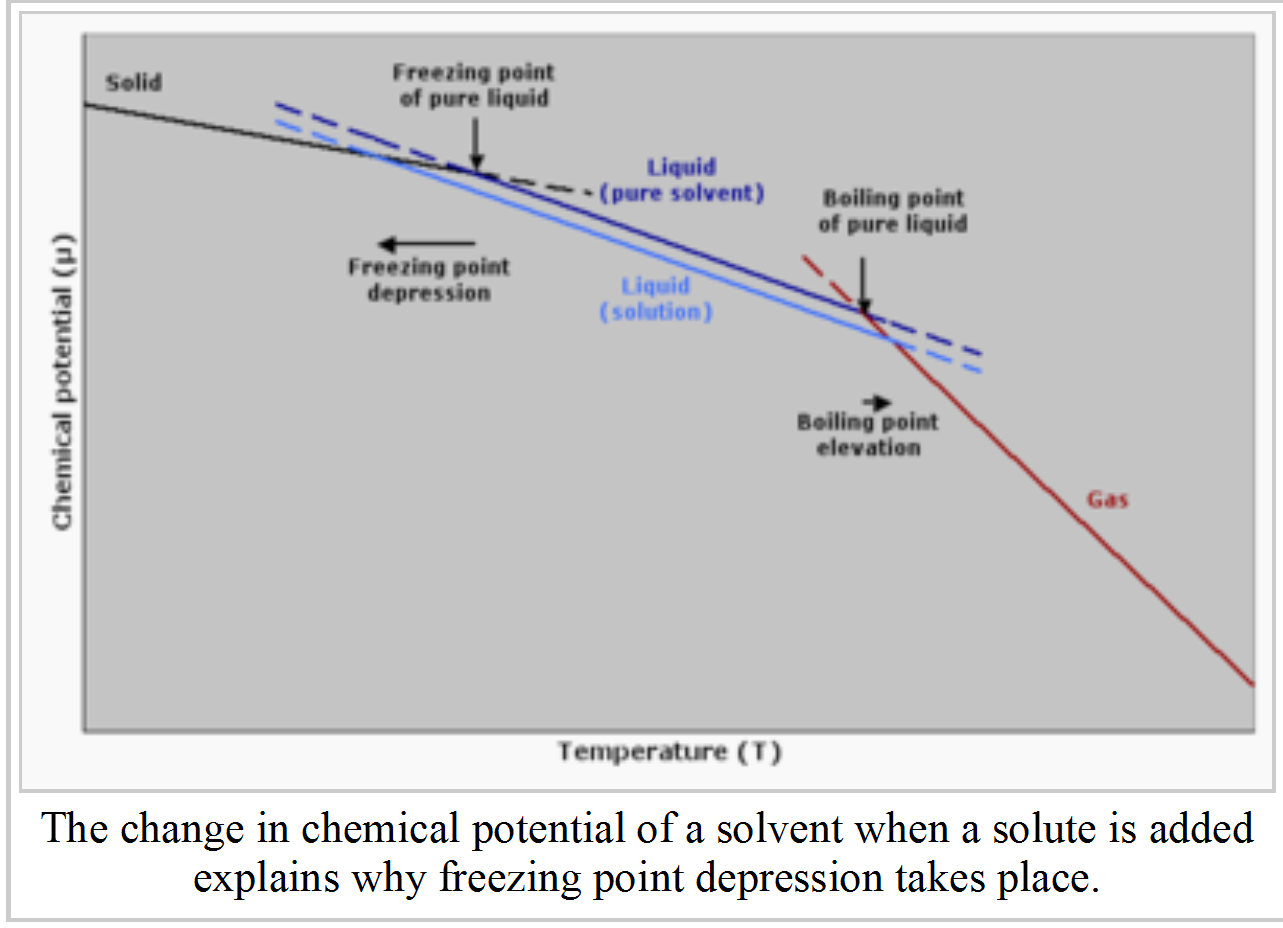 Solid
Freezing point
of pure liquid
Liquid
(pure solvent)
Boiling point
of pure liquid
Freezing point
depression
Liquid
(solution)
Boiling point
elevation
Gas
Chemical potential (µ)
Temperature (T)
The change in chemical potential of a solvent when a solute is added
explains why freezing point depression takes place.